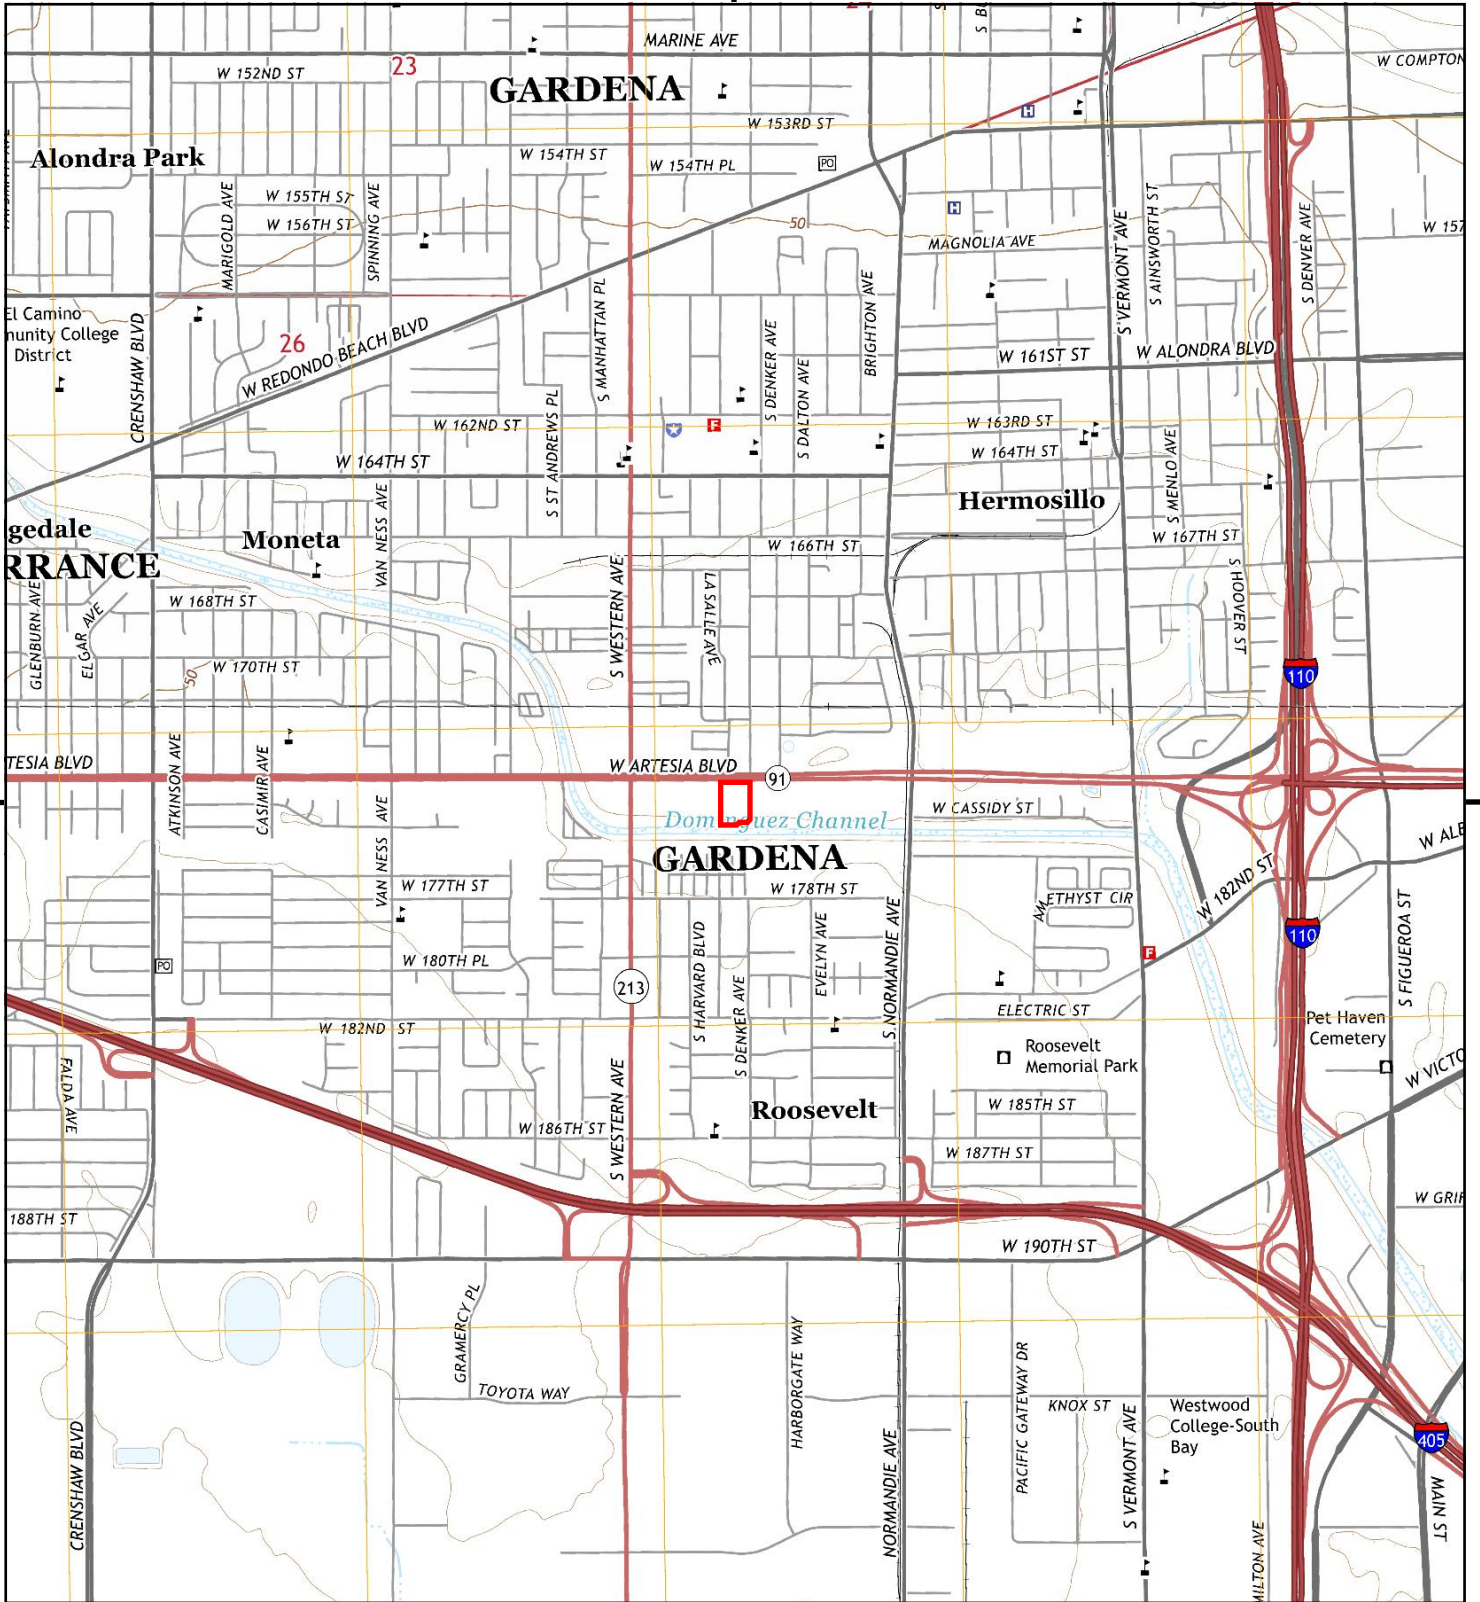 MARINE AVE
W COMPTON
W 152ND ST
23
GARDENA
H
W 153RD ST
Alondra Park
W 154TH ST
W 154TH PL
PO
MARIGOLD AVE
W 155TH ST
SPINNING AVE
W 156TH ST
50
H
MAGNOLIA AVE
S VERMONT AVE
S AINSWORTH ST
S DENVER AVE
W 157
El Camino
munity College
District
CRENSHAW BLVD
26
W REDONDO BEACH BLVD
S MANHATTAN PL
S DENKER AVE
S DALTON AVE
BRIGHTON AVE
W 161ST ST
W ALONDRA BLVD
W 162ND ST
S ST ANDREWS PL
F
W 163RD ST
W 164TH ST
W 164TH ST
S MENLO AVE
Hermosillo
gedale
RRANCE
Moneta
VAN NESS AVE
W 166TH ST
W 167TH ST
S HOOVER ST
GLENBURN AVE
ELGAR AVE
W 168TH ST
S WESTERN AVE
LA SALLE AVE
50
W 170TH ST
110
TESIA BLVD
ATKINSON AVE
CASIMIR AVE
W ARTESIA BLVD
91
VAN NESS AVE
Dominguez Channel
W CASSIDY ST
W ALB
GARDENA
W 177TH ST
W 178TH ST
AMETHYST CIR
W 182ND ST
S HARVARD BLVD
EVELYN AVE
S NORMANDIE AVE
110
S FIGUEROA ST
PO
W 180TH PL
F
213
S DENKER AVE
ELECTRIC ST
W 182ND ST
Pet Haven
Cemetery
Roosevelt
Memorial Park
FALDA AVE
S WESTERN AVE
W VICTO
W 185TH ST
Roosevelt
W 186TH ST
W 187TH ST
188TH ST
W GRIF
W 190TH ST
GRAMERCY PL
HARBORGATE WAY
PACIFIC GATEWAY DR
TOYOTA WAY
KNOX ST
Westwood
College-South
Bay
CRENSHAW BLVD
NORMANDIE AVE
S VERMONT AVE
405
MAIN ST
MILTON AVE